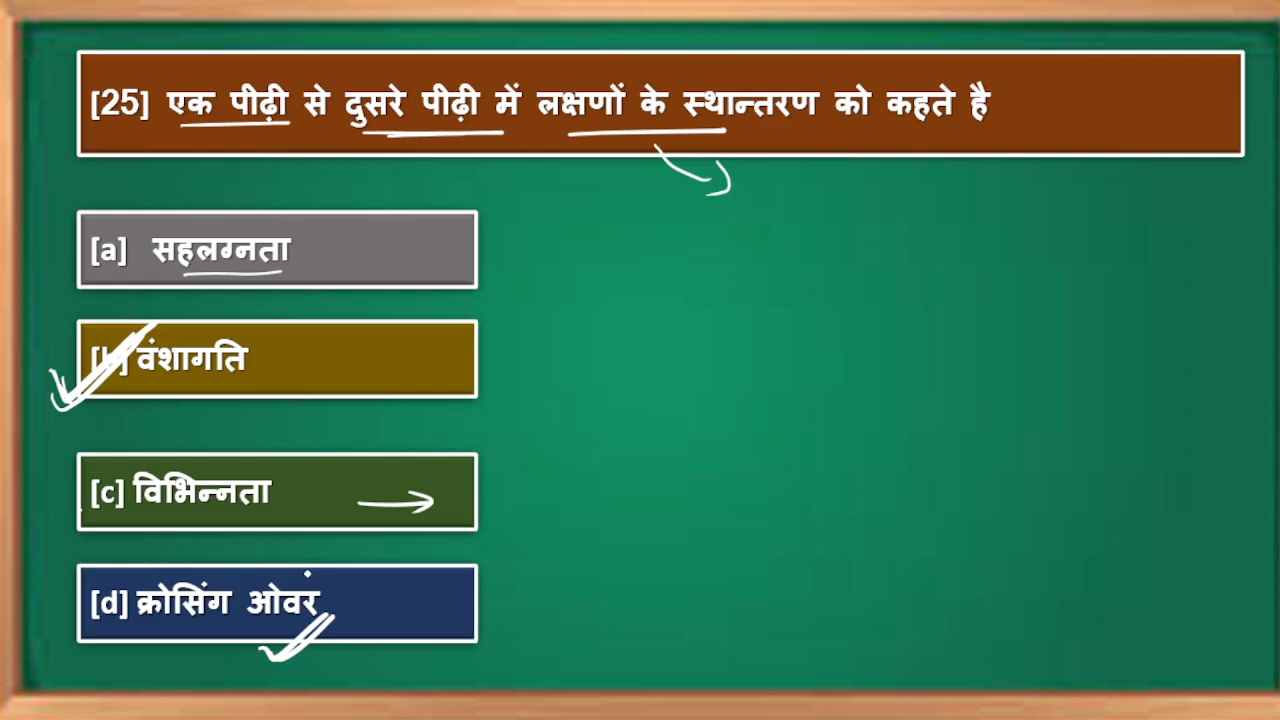 [25] एक पीढ़ी से दुसरे पीढ़ी में लक्षणों के स्थान्तरण को कहते है
[a] सहलग्नता
[b] वंशागति
[c] विभिन्नता
[d] क्रोसिंग ओवर